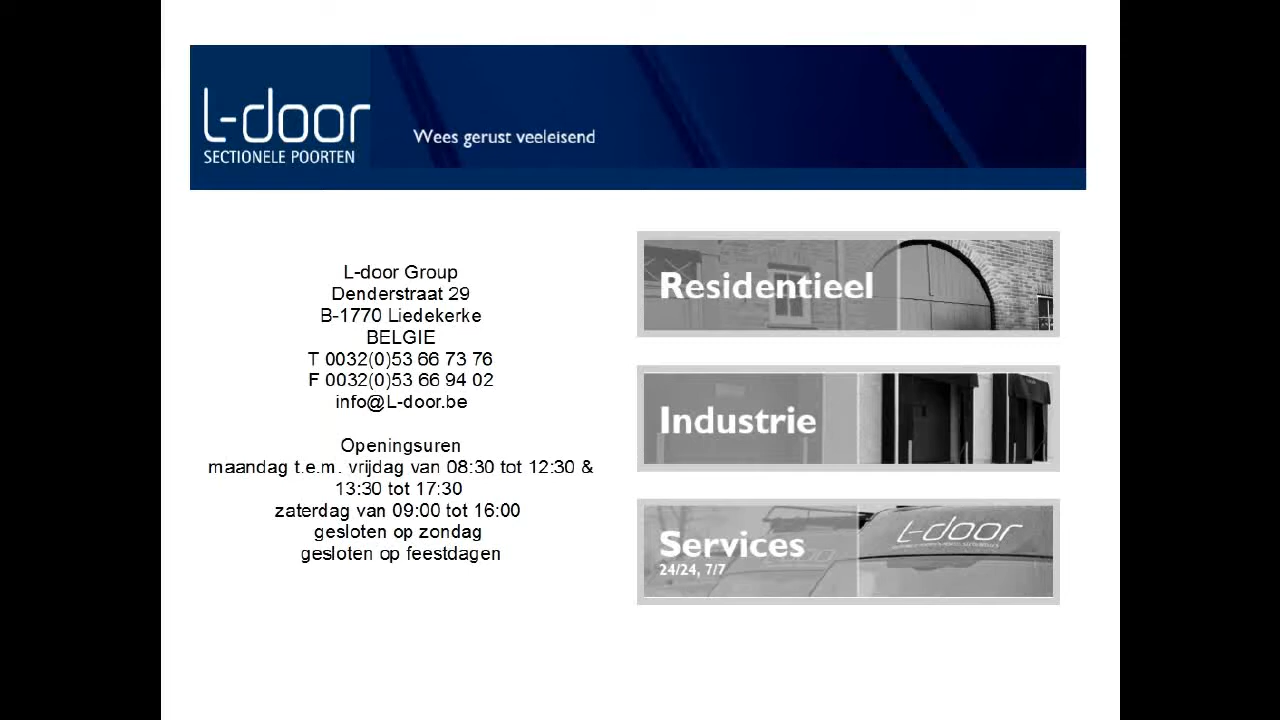 L-door
SECTIONELE POORTEN
Wees gerust veeleisend
L-door Group
Denderstraat 29
B-1770 Liedekerke
BELGIE
T 0032(0)53 66 73 76
F 0032(0)53 66 94 02
info@L-door.be
Openingsuren
maandag t.e.m. vrijdag van 08:30 tot 12:30 &
13:30 tot 17:30
zaterdag van 09:00 tot 16:00
gesloten op zondag
gesloten op feestdagen
Residentieel
Industrie
Services
24/24, 7/7
L-door